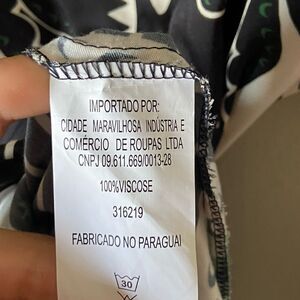 IMPORTADO POR:
CIDADE MARAVILHOSA INDÚSTRIA E
COMÉRCIO DE ROUPAS LTDA
CNPJ 09.611.669/0013-28
100%VISCOSE
316219
FABRICADO NO PARAGUAI
30